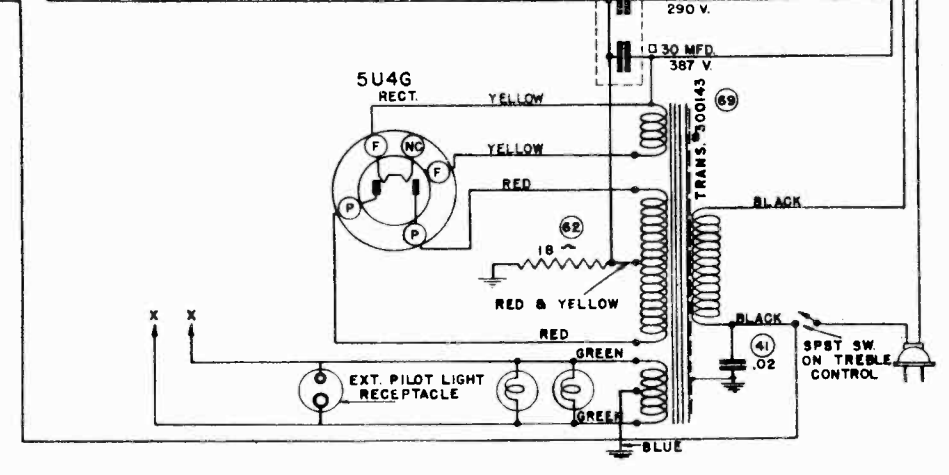 290 V.
30 MFD.
387 V.
5U4G
RECT.
YELLOW
TRANS. 300143
69
F
NC
YELLOW
F
RED
P
BLACK
P
62
18 ~
RED & YELLOW
X
X
RED
BLACK
GREEN
41
.02
SPST SW.
ON TREBLE
CONTROL
EXT. PILOT LIGHT
RECEPTACLE
GREEN
BLUE